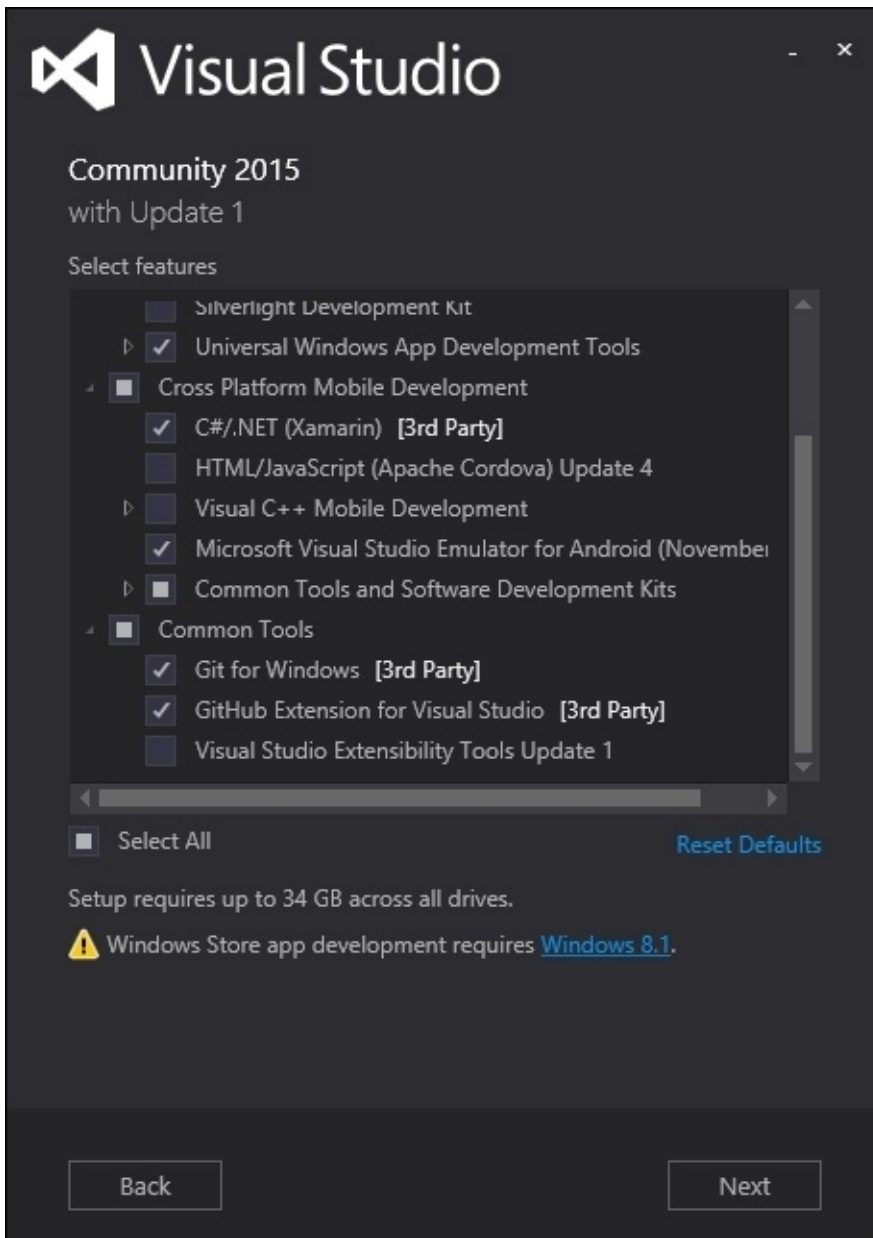 Visual Studio
Community 2015
with Update 1
Select features
Silverlight Development Kit
Universal Windows App Development Tools
Cross Platform Mobile Development
C#/.NET (Xamarin) [3rd Party]
HTML/JavaScript (Apache Cordova) Update 4
Visual C++ Mobile Development
Microsoft Visual Studio Emulator for Android (November
Common Tools and Software Development Kits
Common Tools
Git for Windows [3rd Party]
GitHub Extension for Visual Studio [3rd Party]
Visual Studio Extensibility Tools Update 1
Select All Reset Defaults
Setup requires up to 34 GB across all drives.
Windows Store app development requires Windows 8.1.
Back Next